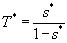 T* = s* / (1 − s*)